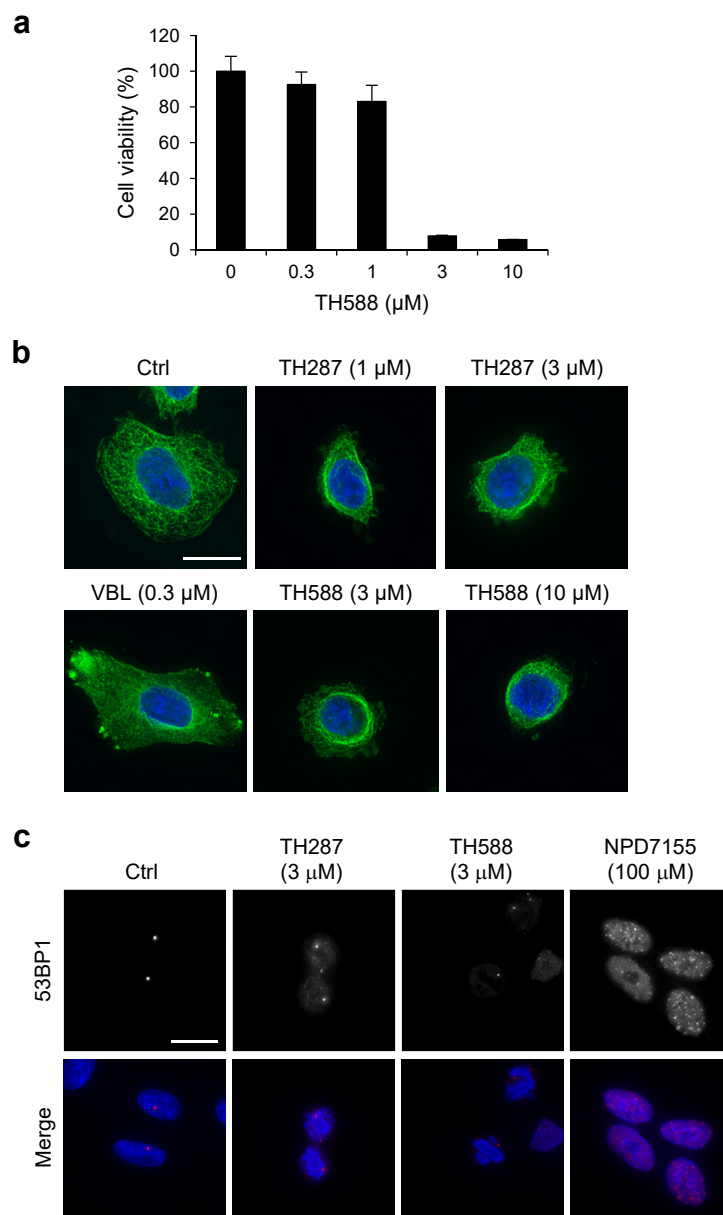 a
Cell viability (%)
120
100
80
60
40
20
0
0 0.3 1 3 10
TH588 (µM)
b
Ctrl TH287 (1 µM) TH287 (3 µM)
VBL (0.3 µM) TH588 (3 µM) TH588 (10 µM)
c
Ctrl TH287 (3 µM) TH588 (3 µM) NPD7155 (100 µM)
53BP1
Merge